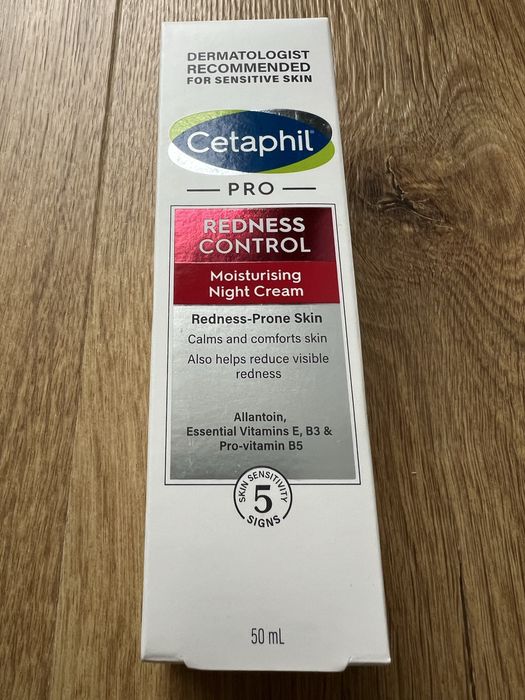 DERMATOLOGIST
RECOMMENDED
FOR SENSITIVE SKIN
Cetaphil®
PRO
REDNESS
CONTROL
Moisturising
Night Cream
Redness-Prone Skin
Calms and comforts skin
Also helps reduce visible
redness
Allantoin,
Essential Vitamins E, B3 &
Pro-vitamin B5
SKIN SENSITIVITY
5
SIGNS
50 mL